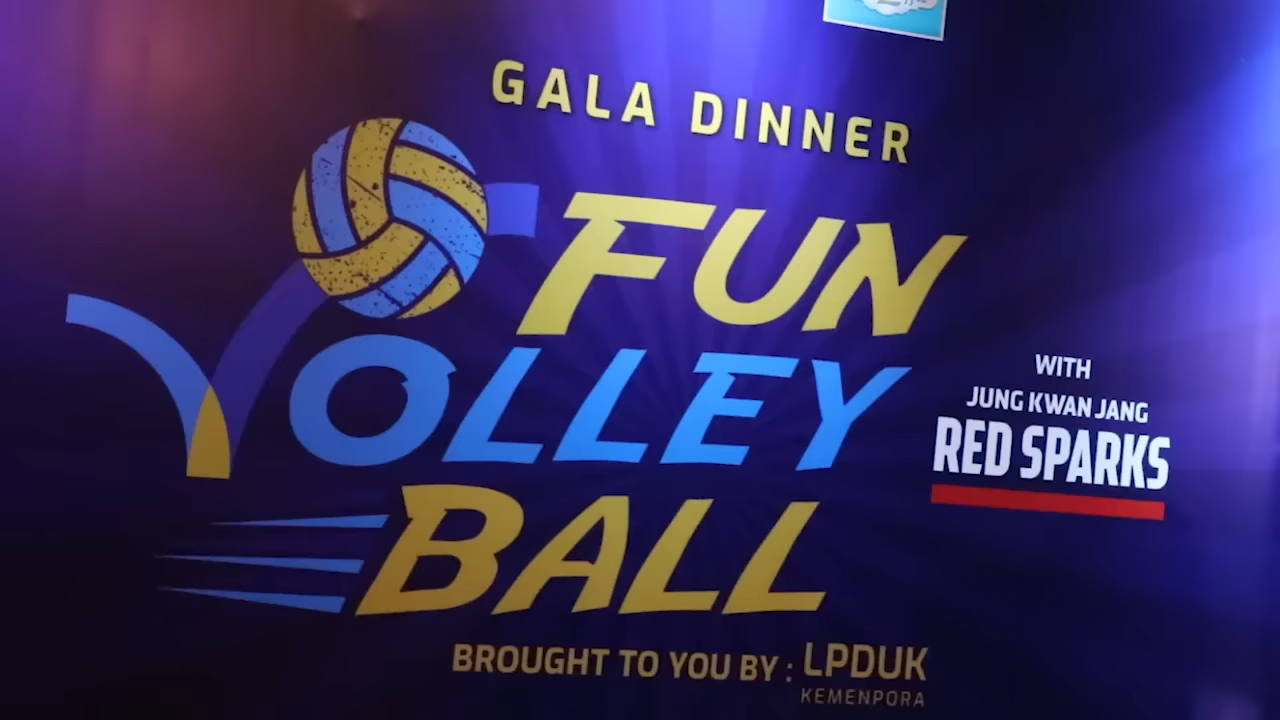 GALA DINNER
FUN
VOLLEY
BALL
WITH
JUNG KWAN JANG
RED SPARKS
BROUGHT TO YOU BY : LPDUK
KEMENPORA